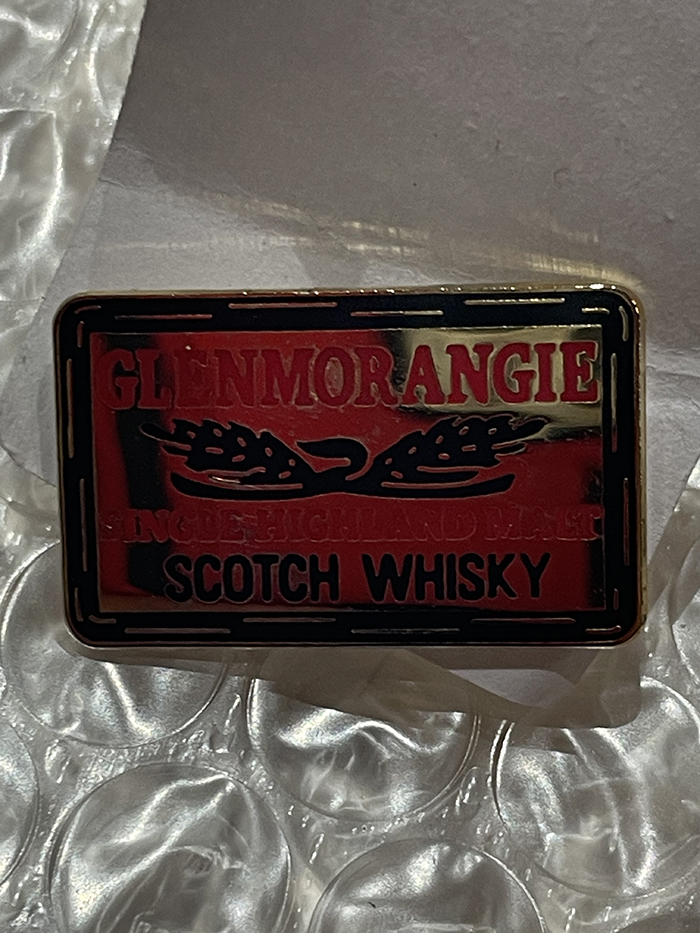 GLENMORANGIE
SINGLE HIGHLAND MALT
SCOTCH WHISKY